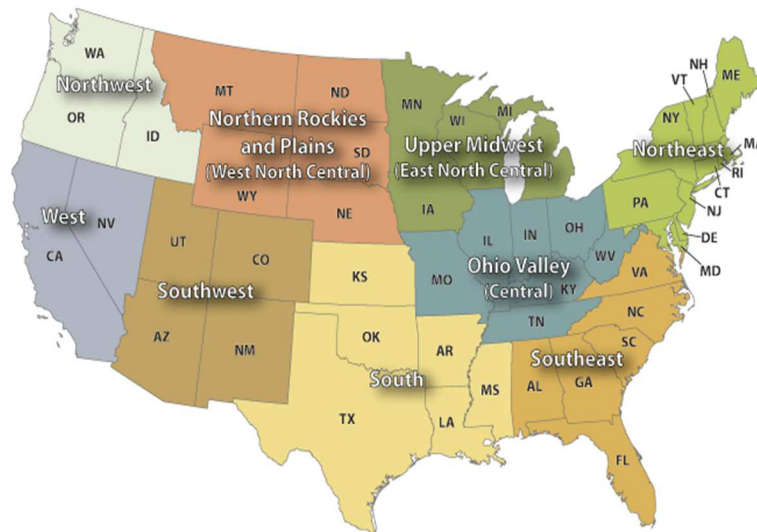 WA
Northwest
OR
ID
MT
ND
Northern Rockies
and Plains
(West North Central)
SD
WY
NE
MN
WI
MI
Upper Midwest
(East North Central)
IA
NH
VT
ME
NY
Northeast
MA
RI
CT
PA
NJ
DE
MD
West
NV
CA
UT
CO
Southwest
AZ
NM
KS
OK
AR
South
TX
LA
MS
IL
IN
OH
WV
MO
Ohio Valley
(Central)
KY
TN
VA
NC
SC
Southeast
AL
GA
FL